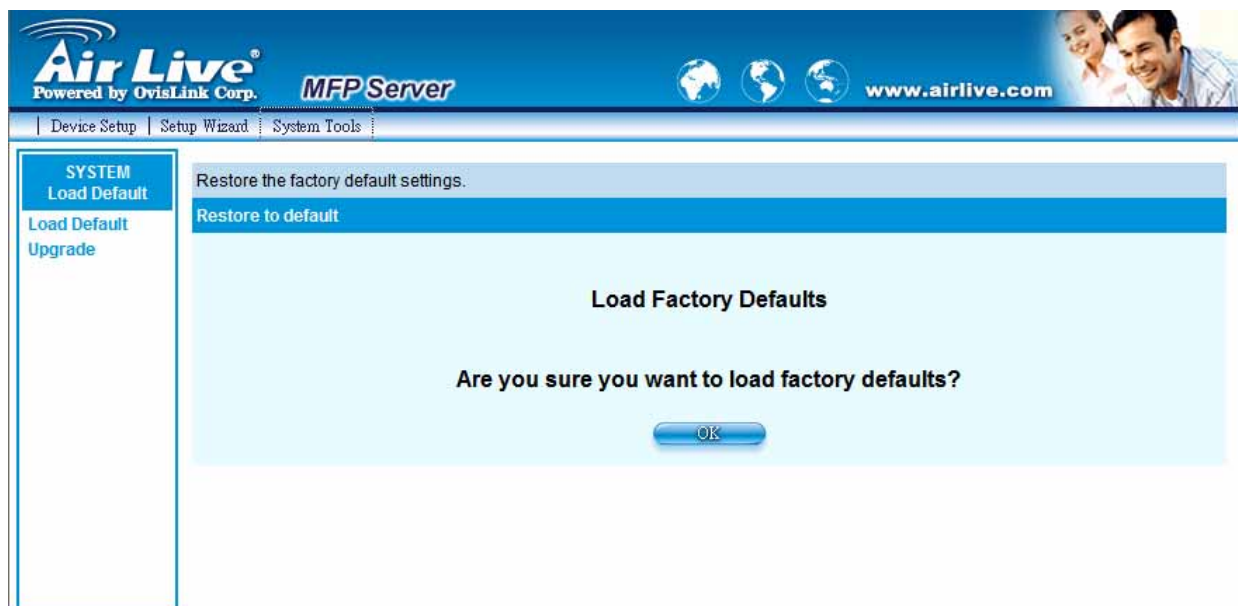 Air Live®
Powered by OvisLink Corp.
MFP Server
www.airlive.com
| Device Setup | Setup Wizard | System Tools
SYSTEM
Load Default
Load Default
Upgrade
Restore the factory default settings.
Restore to default
Load Factory Defaults
Are you sure you want to load factory defaults?
OK